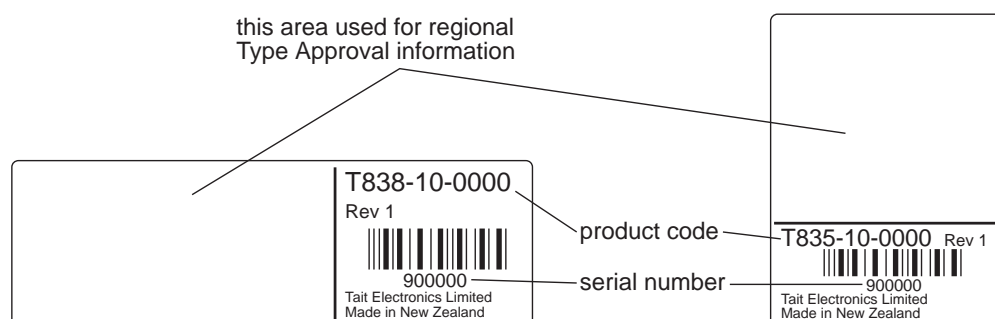 this area used for regional
Type Approval information
T838-10-0000
Rev 1
900000
Tait Electronics Limited
Made in New Zealand
product code
serial number
T835-10-0000 Rev 1
900000
Tait Electronics Limited
Made in New Zealand